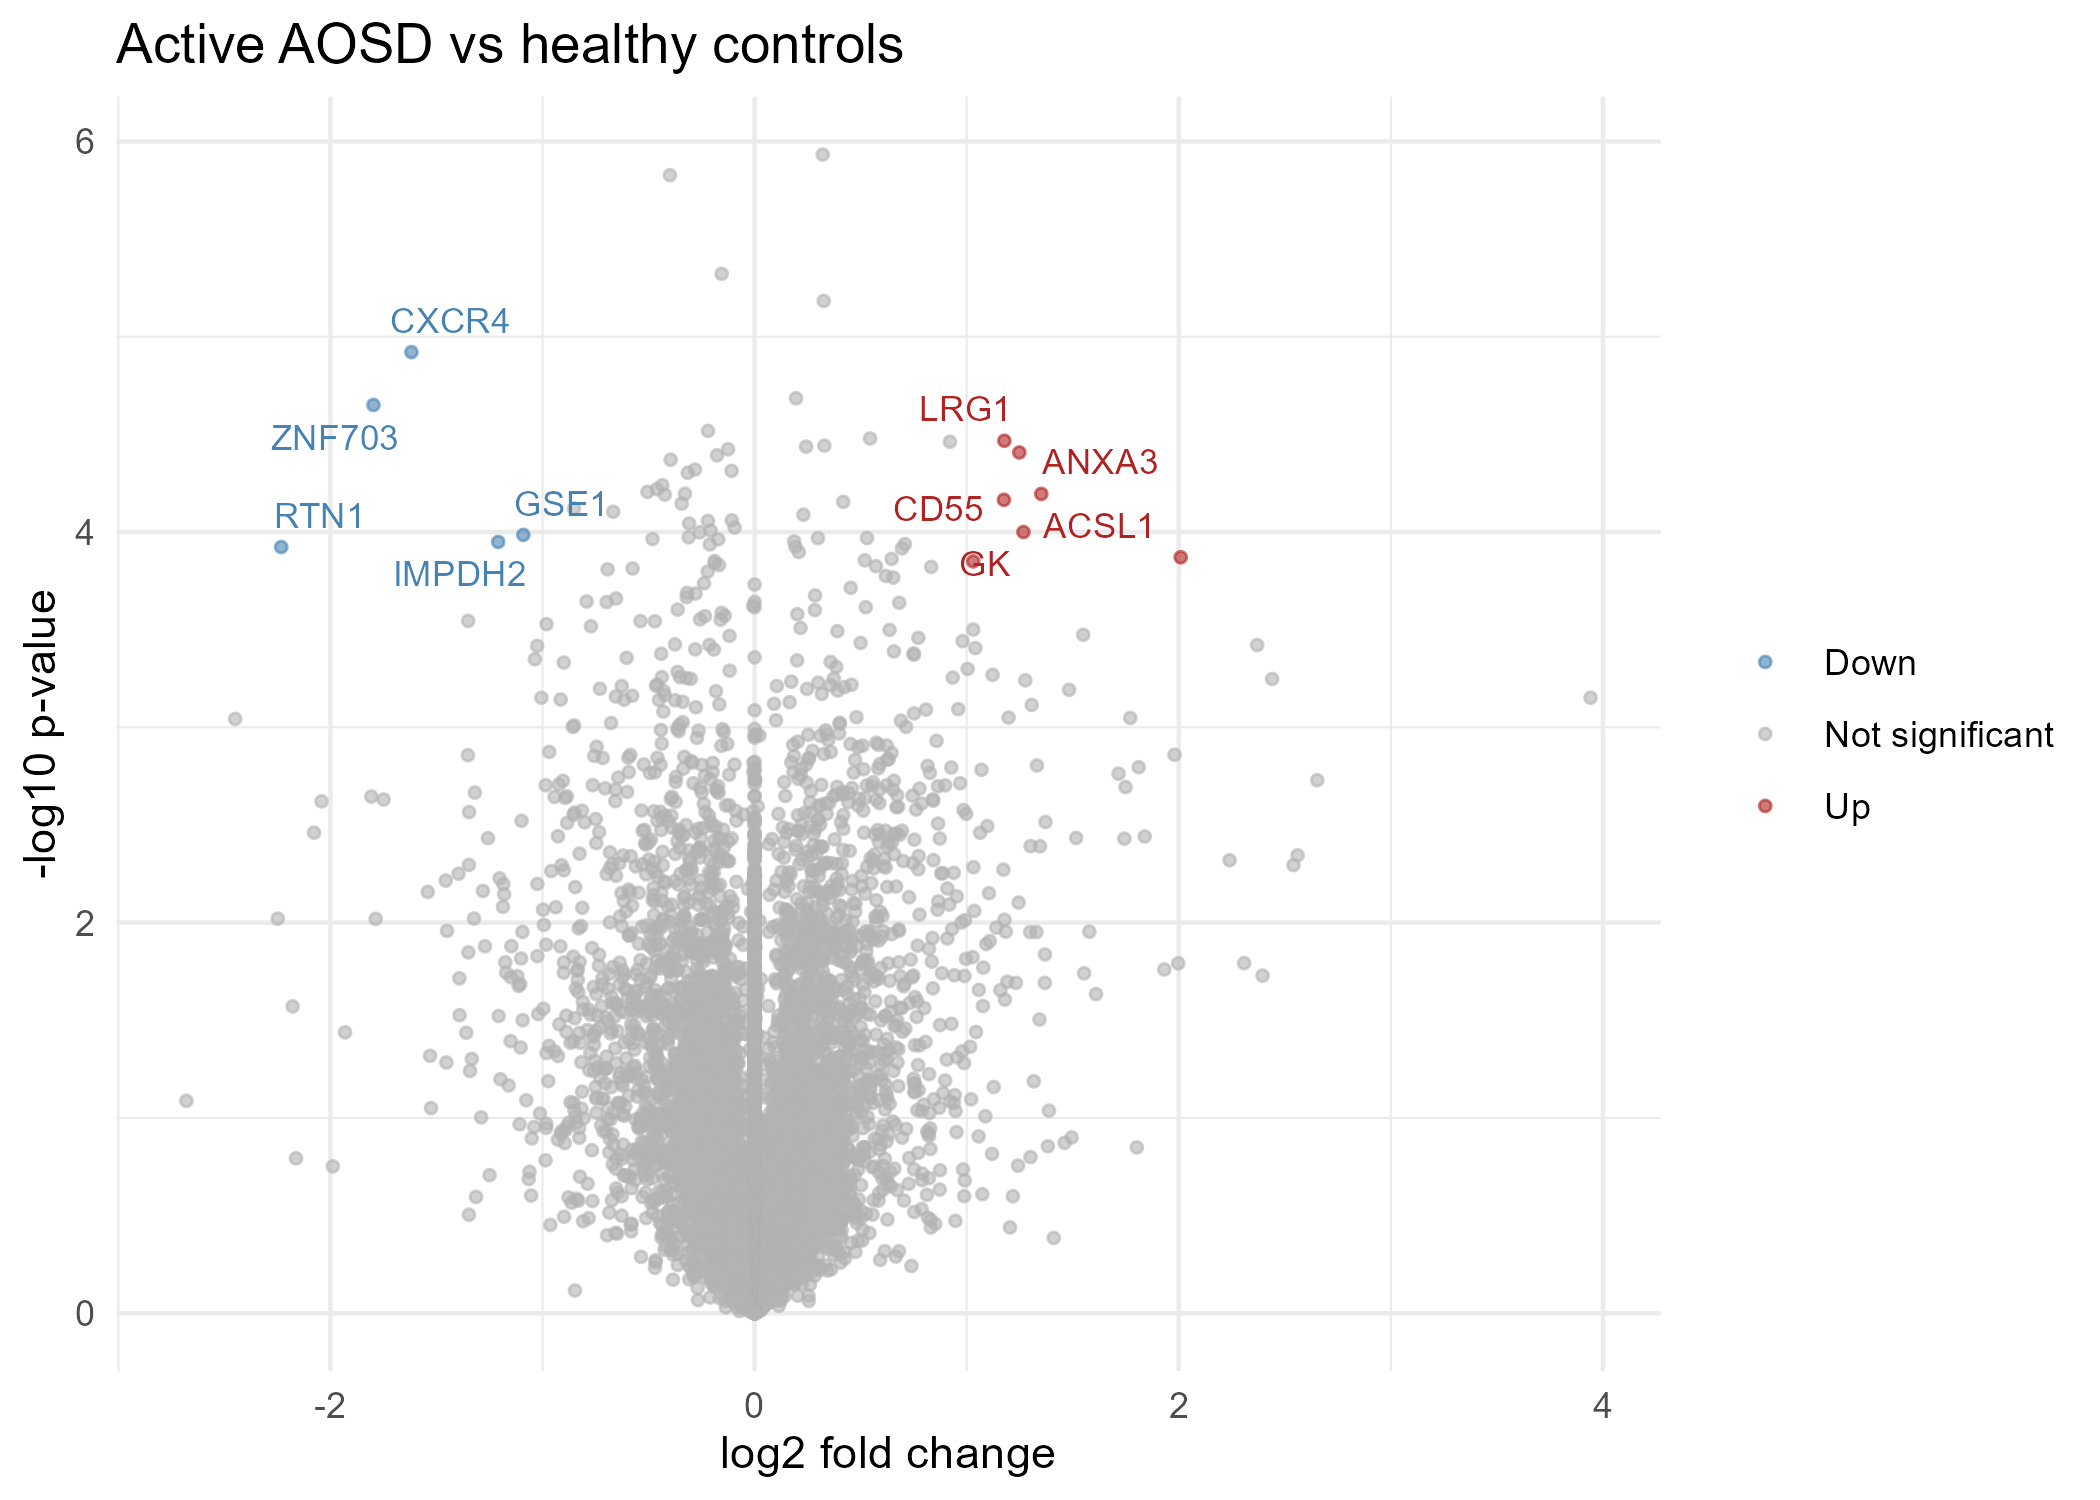 Active AOSD vs healthy controls
6
4
2
0
-log10 p-value
CXCR4
ZNF703
RTN1
GSE1
IMPDH2
LRG1
ANXA3
CD55
ACSL1
GK
Down
Not significant
Up
-2
0
2
4
log2 fold change